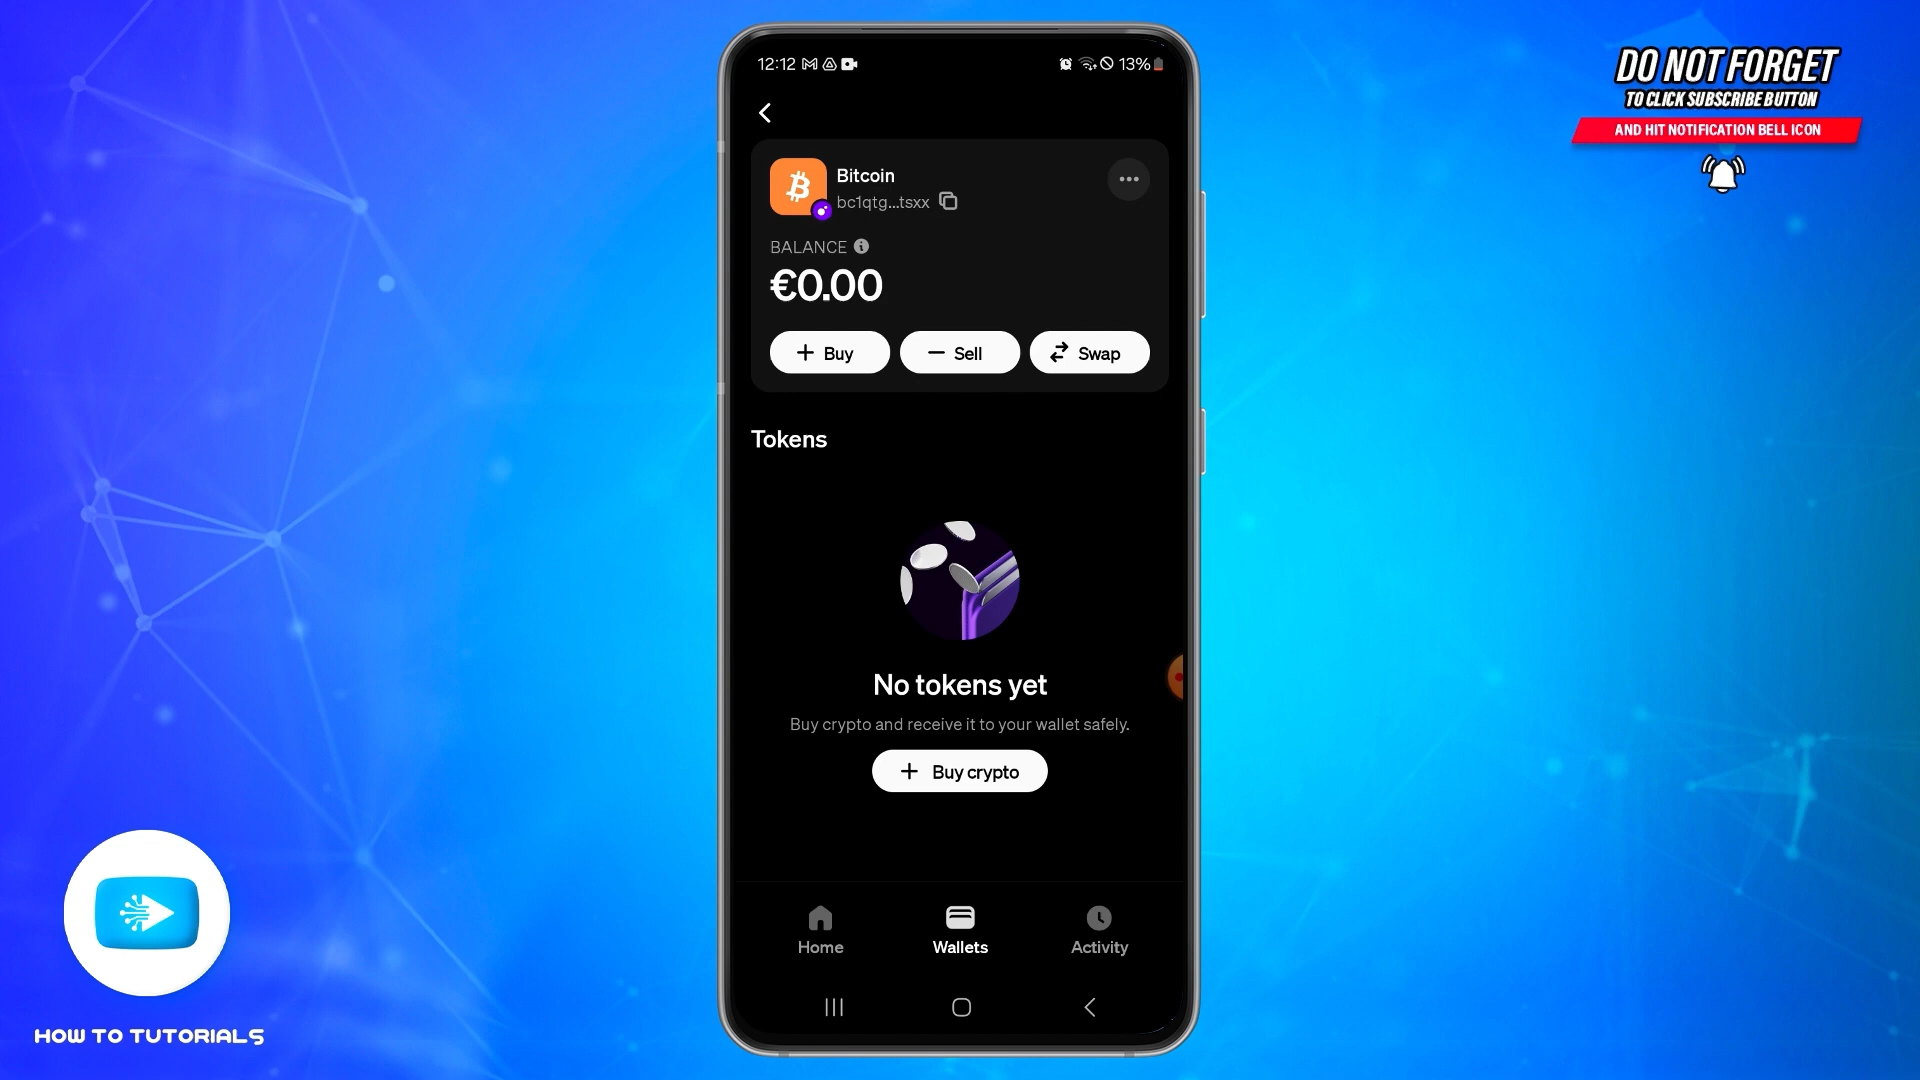 12:12
13%
Bitcoin
bc1qtg...tsxx
BALANCE
€0.00
Buy
Sell
Swap
Tokens
No tokens yet
Buy crypto and receive it to your wallet safely.
Buy crypto
Home
Wallets
Activity
DO NOT FORGET
TO CLICK SUBSCRIBE BUTTON
AND HIT NOTIFICATION BELL ICON
HOW TO TUTORIALS